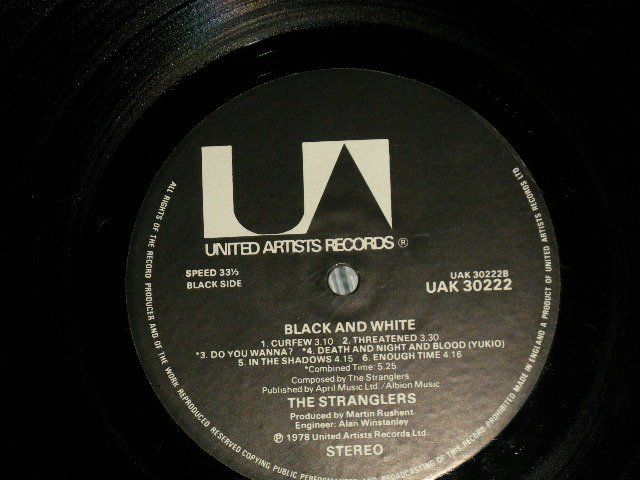 UA
UNITED ARTISTS RECORDS ®
SPEED 33⅓
BLACK SIDE
UAK 30222B
UAK 30222
BLACK AND WHITE
1. CURFEW 3.10 2. THREATENED 3.30
*3. DO YOU WANNA? *4. DEATH AND NIGHT AND BLOOD (YUKIO)
5. IN THE SHADOWS 4.15 6. ENOUGH TIME 4.16
*Combined Time: 5.25
Composed by The Stranglers
Published by April Music Ltd./Albion Music
THE STRANGLERS
Produced by Martin Rushent
Engineer: Alan Winstanley
℗ 1978 United Artists Records Ltd.
STEREO
ALL RIGHTS OF THE RECORD PRODUCER AND OF THE WORK REPRODUCED RESERVED COPYING PUBLIC PERFORMANCES AND BROADCASTING OF THIS RECORD PROHIBITED MADE IN ENGLAND A PRODUCT OF UNITED ARTISTS RECORDS LTD